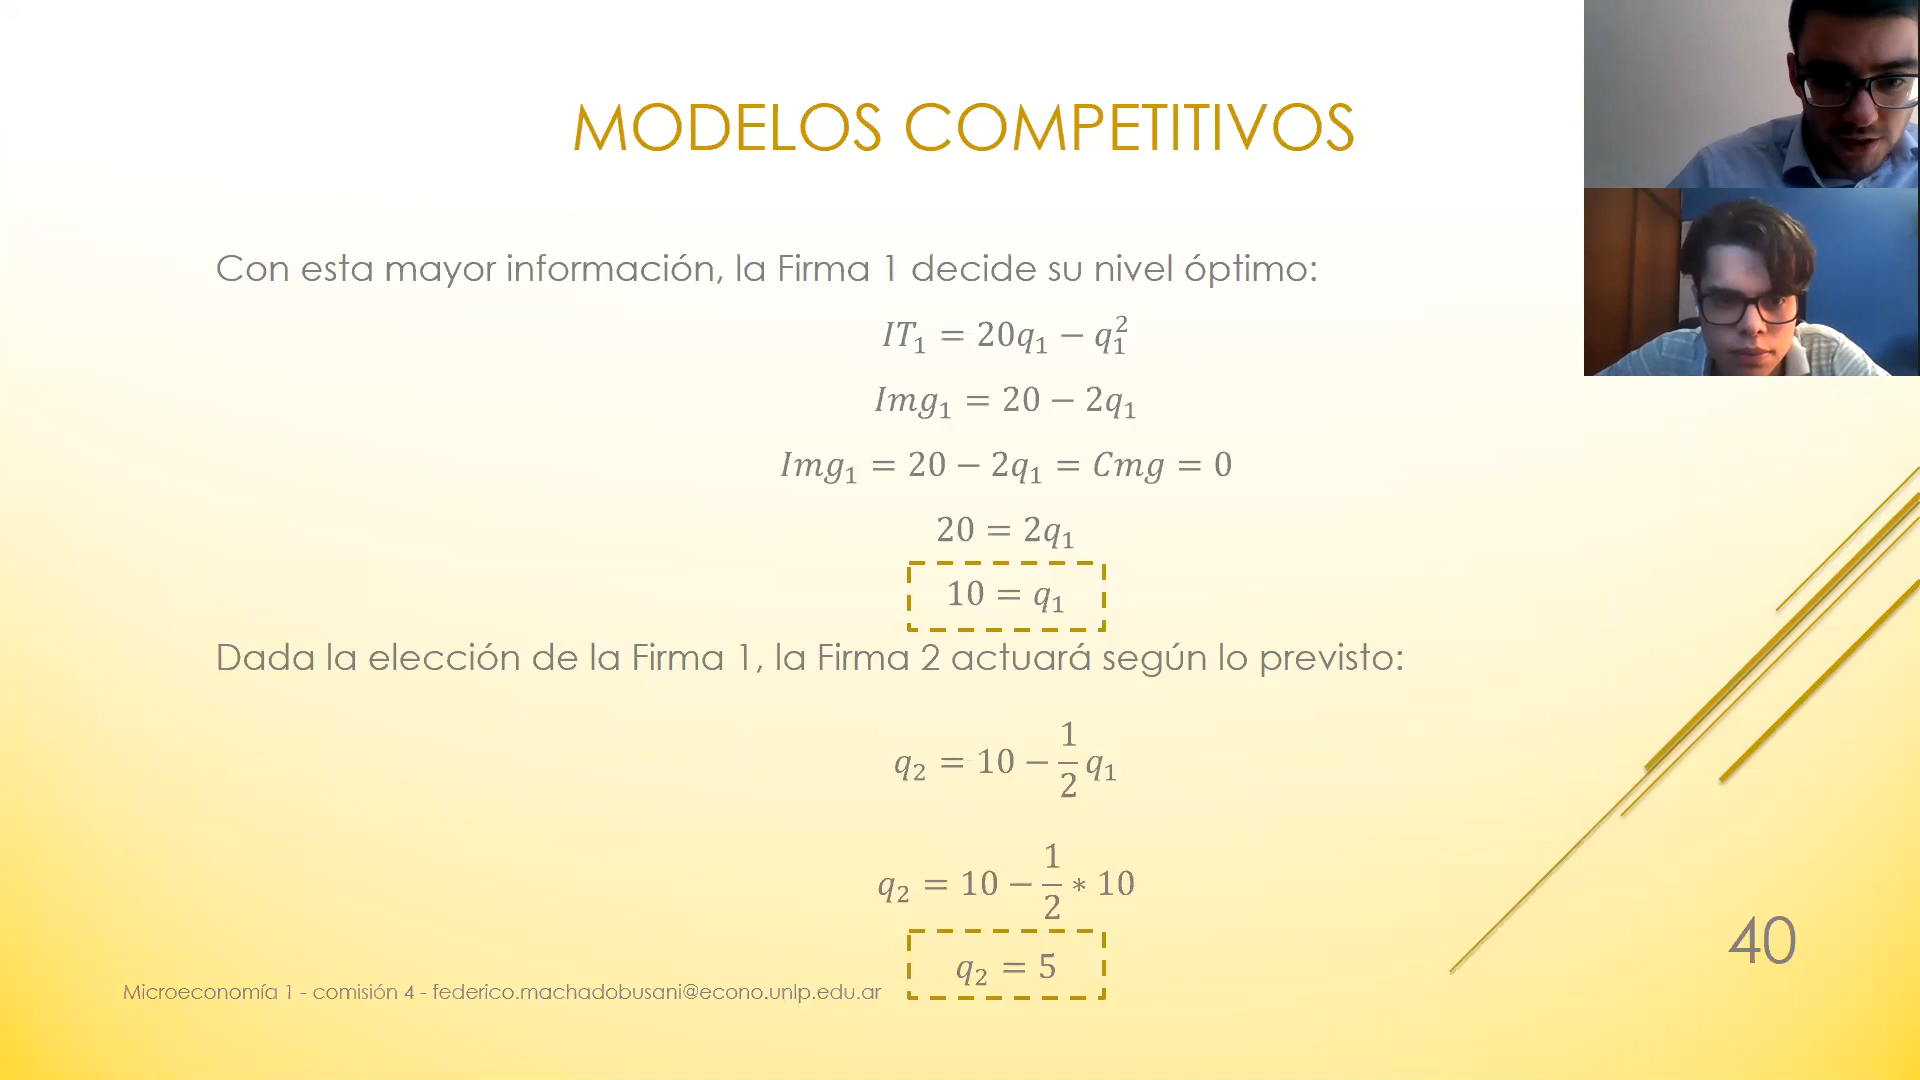 MODELOS COMPETITIVOS
Con esta mayor información, la Firma 1 decide su nivel óptimo:
𝐼𝑇₁ = 20𝑞₁ − 𝑞₁²
𝐼𝑚𝑔₁ = 20 − 2𝑞₁
𝐼𝑚𝑔₁ = 20 − 2𝑞₁ = 𝐶𝑚𝑔 = 0
20 = 2𝑞₁
10 = 𝑞₁
Dada la elección de la Firma 1, la Firma 2 actuará según lo previsto:
𝑞₂ = 10 − 1/2 𝑞₁
𝑞₂ = 10 − 1/2 ∗ 10
𝑞₂ = 5
Microeconomía 1 - comisión 4 - federico.machadobusani@econo.unlp.edu.ar
40